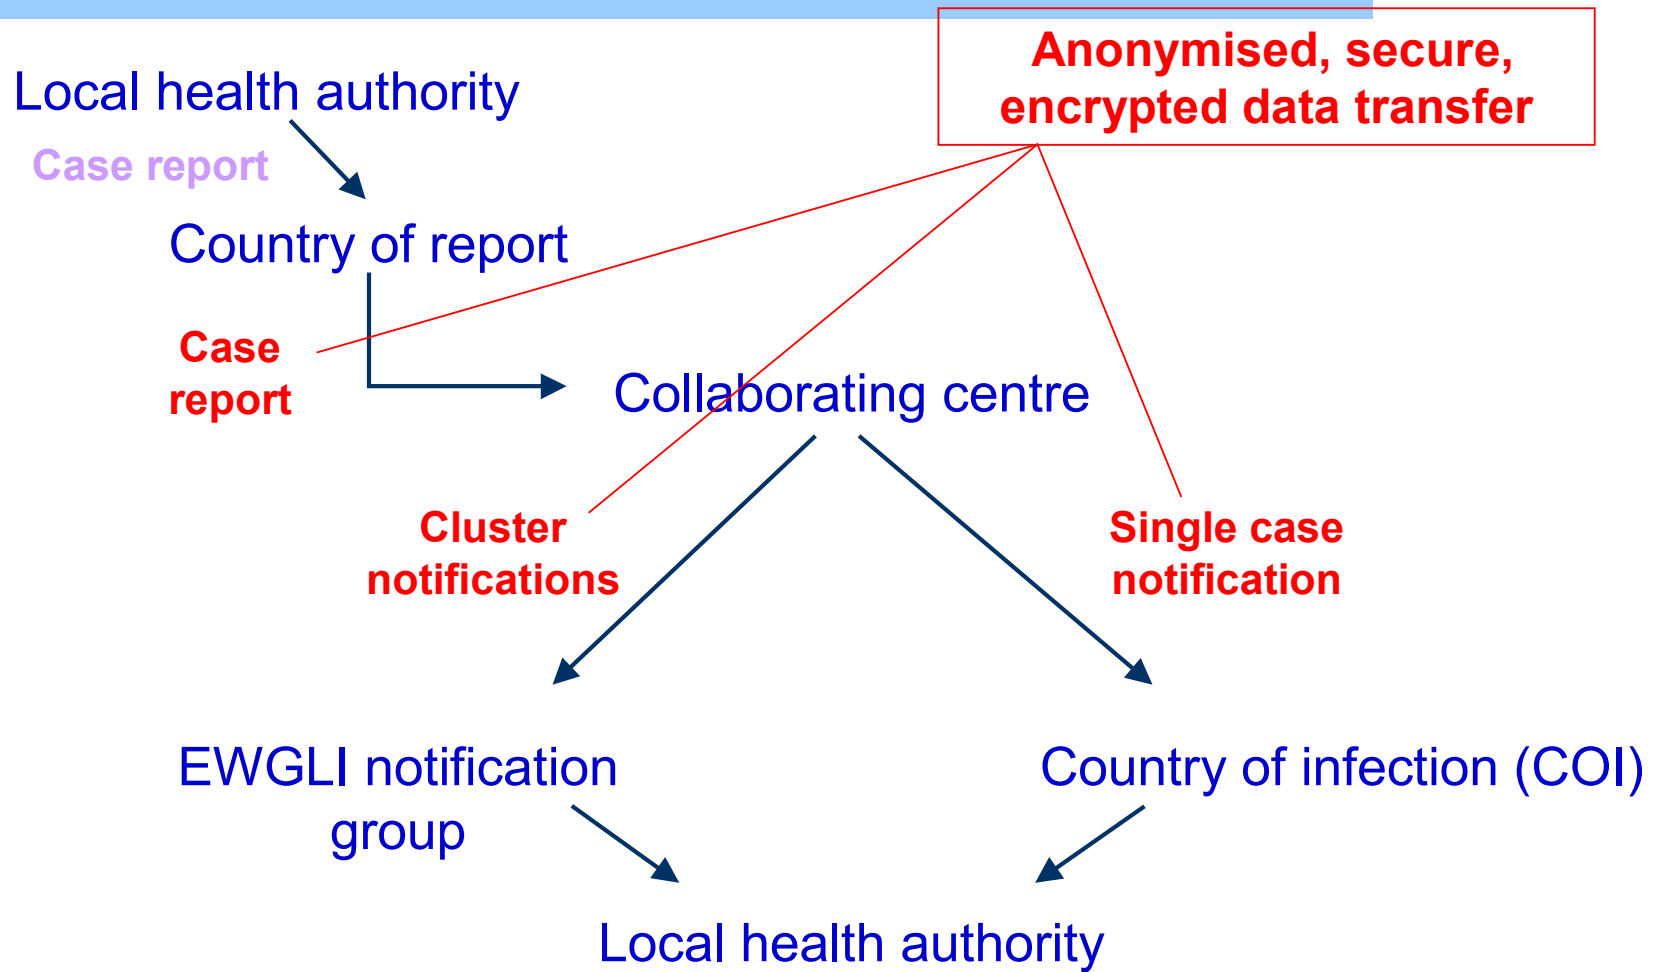 Anonymised, secure,
encrypted data transfer
Local health authority
Case report
Country of report
Case
report
Collaborating centre
Cluster
notifications
Single case
notification
EWGLI notification
group
Country of infection (COI)
Local health authority